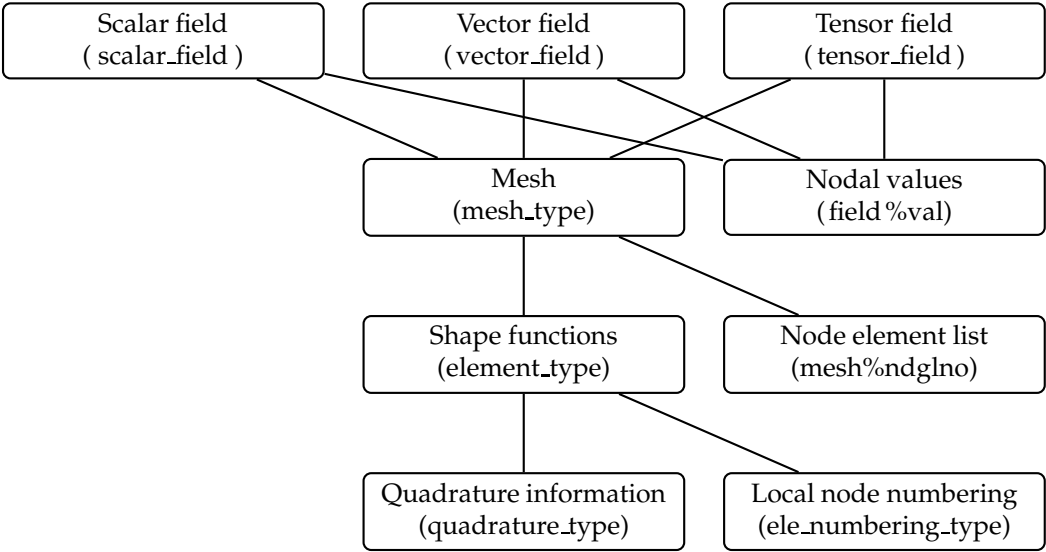 Scalar field
( scalar_field )
Vector field
( vector_field )
Tensor field
( tensor_field )
Mesh
(mesh_type)
Nodal values
( field %val)
Shape functions
(element_type)
Node element list
(mesh%ndglno)
Quadrature information
(quadrature_type)
Local node numbering
(ele_numbering_type)